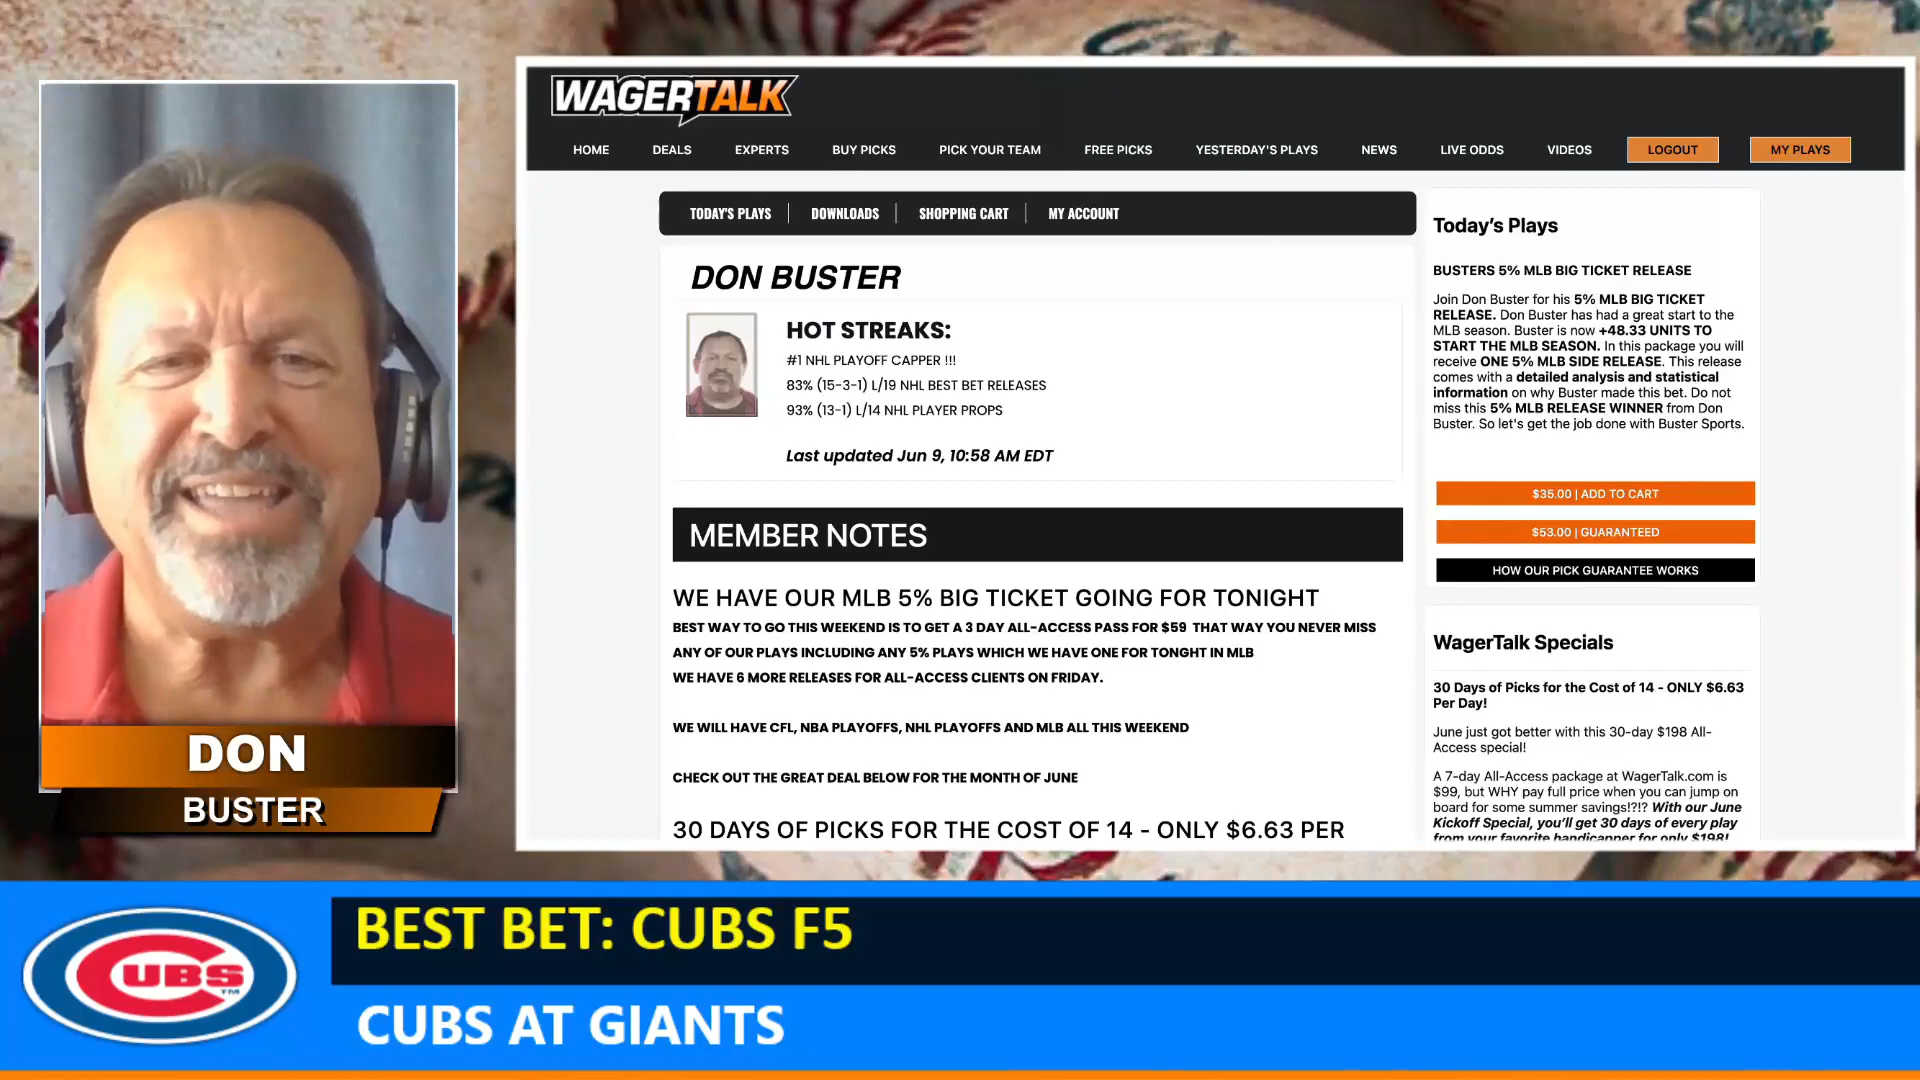 WAGERTALK
HOME DEALS EXPERTS BUY PICKS PICK YOUR TEAM FREE PICKS YESTERDAY'S PLAYS NEWS LIVE ODDS VIDEOS LOGOUT MY PLAYS
TODAY'S PLAYS DOWNLOADS SHOPPING CART MY ACCOUNT
DON BUSTER
HOT STREAKS:
#1 NHL PLAYOFF CAPPER !!!
83% (15-3-1) L/19 NHL BEST BET RELEASES
93% (13-1) L/14 NHL PLAYER PROPS
Last updated Jun 9, 10:58 AM EDT
MEMBER NOTES
WE HAVE OUR MLB 5% BIG TICKET GOING FOR TONIGHT
BEST WAY TO GO THIS WEEKEND IS TO GET A 3 DAY ALL-ACCESS PASS FOR $59 THAT WAY YOU NEVER MISS
ANY OF OUR PLAYS INCLUDING ANY 5% PLAYS WHICH WE HAVE ONE FOR TONGHT IN MLB
WE HAVE 6 MORE RELEASES FOR ALL-ACCESS CLIENTS ON FRIDAY.
WE WILL HAVE CFL, NBA PLAYOFFS, NHL PLAYOFFS AND MLB ALL THIS WEEKEND
CHECK OUT THE GREAT DEAL BELOW FOR THE MONTH OF JUNE
30 DAYS OF PICKS FOR THE COST OF 14 - ONLY $6.63 PER
Today's Plays
BUSTERS 5% MLB BIG TICKET RELEASE
Join Don Buster for his 5% MLB BIG TICKET
RELEASE. Don Buster has had a great start to the
MLB season. Buster is now +48.33 UNITS TO
START THE MLB SEASON. In this package you will
receive ONE 5% MLB SIDE RELEASE. This release
comes with a detailed analysis and statistical
information on why Buster made this bet. Do not
miss this 5% MLB RELEASE WINNER from Don
Buster. So let's get the job done with Buster Sports.
$35.00 | ADD TO CART
$53.00 | GUARANTEED
HOW OUR PICK GUARANTEE WORKS
WagerTalk Specials
30 Days of Picks for the Cost of 14 - ONLY $6.63
Per Day!
June just got better with this 30-day $198 All-
Access special!
A 7-day All-Access package at WagerTalk.com is
$99, but WHY pay full price when you can jump on
board for some summer savings!?!? With our June
Kickoff Special, you'll get 30 days of every play
from your favorite handicapper for only $198!
DON
BUSTER
CUBS
TM
BEST BET: CUBS F5
CUBS AT GIANTS